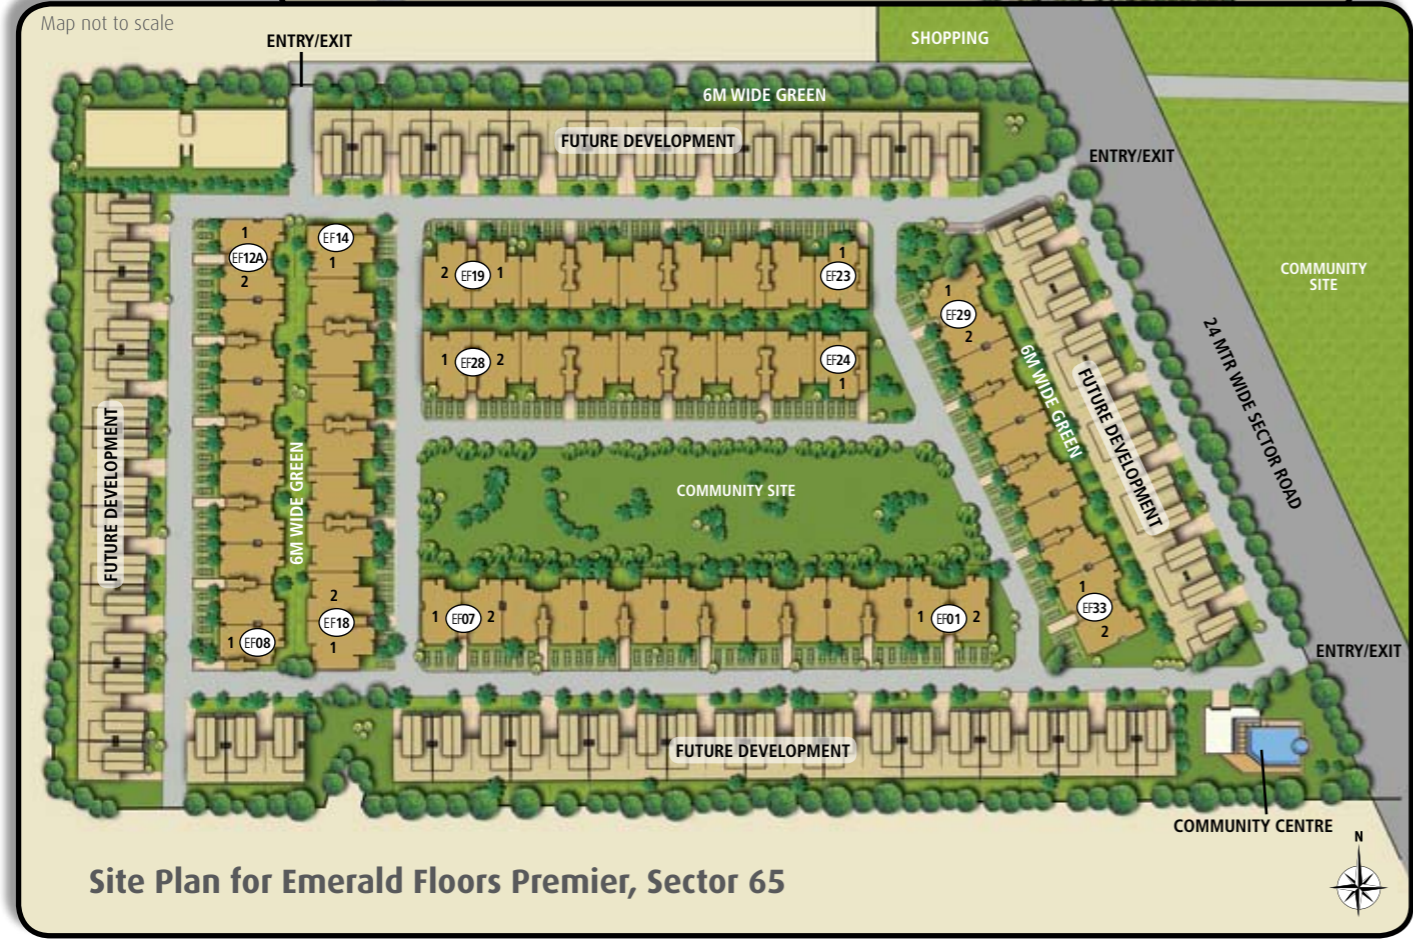 Map not to scale
ENTRY/EXIT
SHOPPING
6M WIDE GREEN
FUTURE DEVELOPMENT
ENTRY/EXIT
1
EF12A
2
EF14
1
2 EF19 1
1
EF23
COMMUNITY
SITE
1
EF29
2
1 EF28 2
EF24
1
24 MTR WIDE SECTOR ROAD
6M WIDE GREEN
FUTURE DEVELOPMENT
FUTURE DEVELOPMENT
6M WIDE GREEN
COMMUNITY SITE
2
EF18
1
1 EF08
1 EF07 2
1 EF01 2
1
EF33
2
ENTRY/EXIT
FUTURE DEVELOPMENT
COMMUNITY CENTRE
N
Site Plan for Emerald Floors Premier, Sector 65